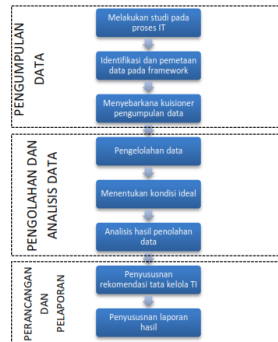 PENGUMPULAN
DATA
Melakukan studi pada
proses IT
Identifikasi dan pemetaan
data pada framework
Menyebarkana kuisioner
pengumpulan data
PENGOLAHAN DAN
ANALISIS DATA
Pengelolahan data
Menentukan kondisi ideal
Analisis hasil penolahan
data
PERANCANGAN
DAN
PELAPORAN
Penyususnan
rekomendasi tata kelola TI
Penyususnan laporan
hasil